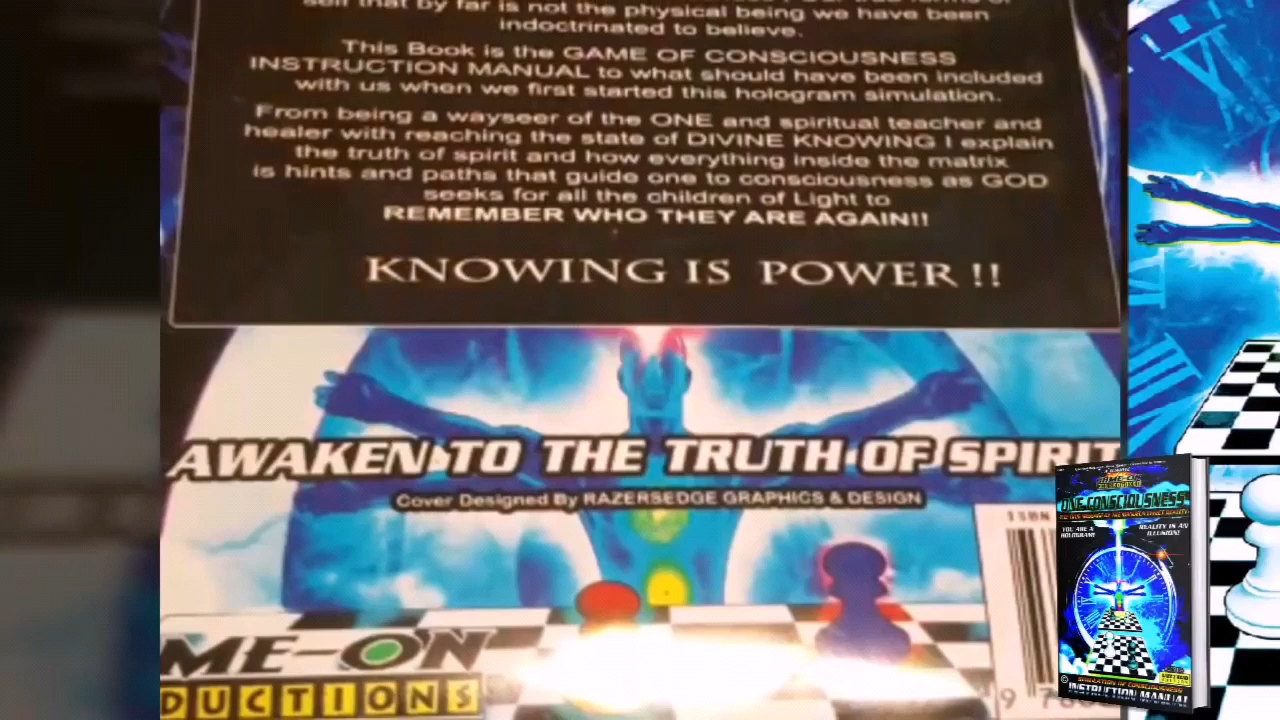 self that by far is not the physical being we have been
indoctrinated to believe.
This Book is the GAME OF CONSCIOUSNESS
INSTRUCTION MANUAL to what should have been included
with us when we first started this hologram simulation.
From being a wayseer of the ONE and spiritual teacher and
healer with reaching the state of DIVINE KNOWING I explain
the truth of spirit and how everything inside the matrix
is hints and paths that guide one to consciousness as GOD
seeks for all the children of Light to
REMEMBER WHO THEY ARE AGAIN!!
KNOWING IS POWER !!
AWAKEN TO THE TRUTH OF SPIRIT
Cover Designed By RAZERSEDGE GRAPHICS & DESIGN
ISBN
ME-ON
DUCTIONS
9 78
ONE CONSCIOUSNESS
YOU ARE A
HOLOGRAM!
REALITY IS AN
ILLUSION!
SIMULATION OF CONSCIOUSNESS
INSTRUCTION MANUAL